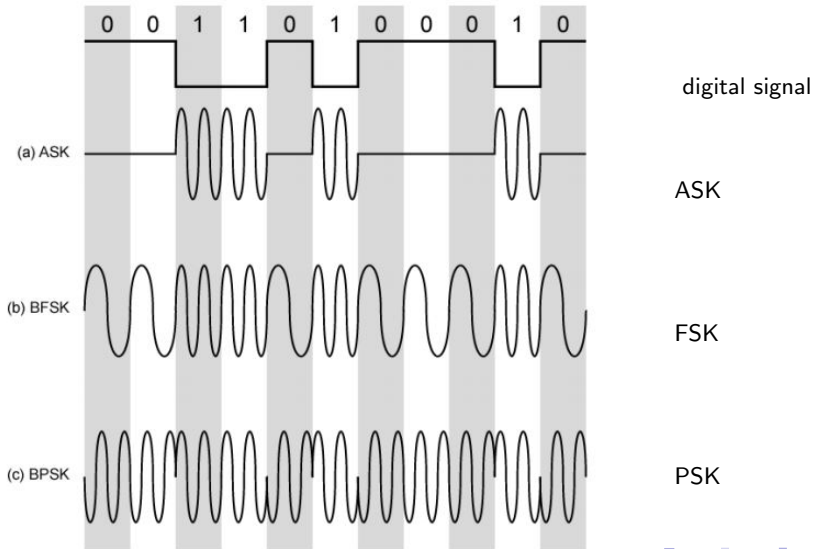 0 0 1 1 0 1 0 0 0 1 0
digital signal
(a) ASK
ASK
(b) BFSK
FSK
(c) BPSK
PSK